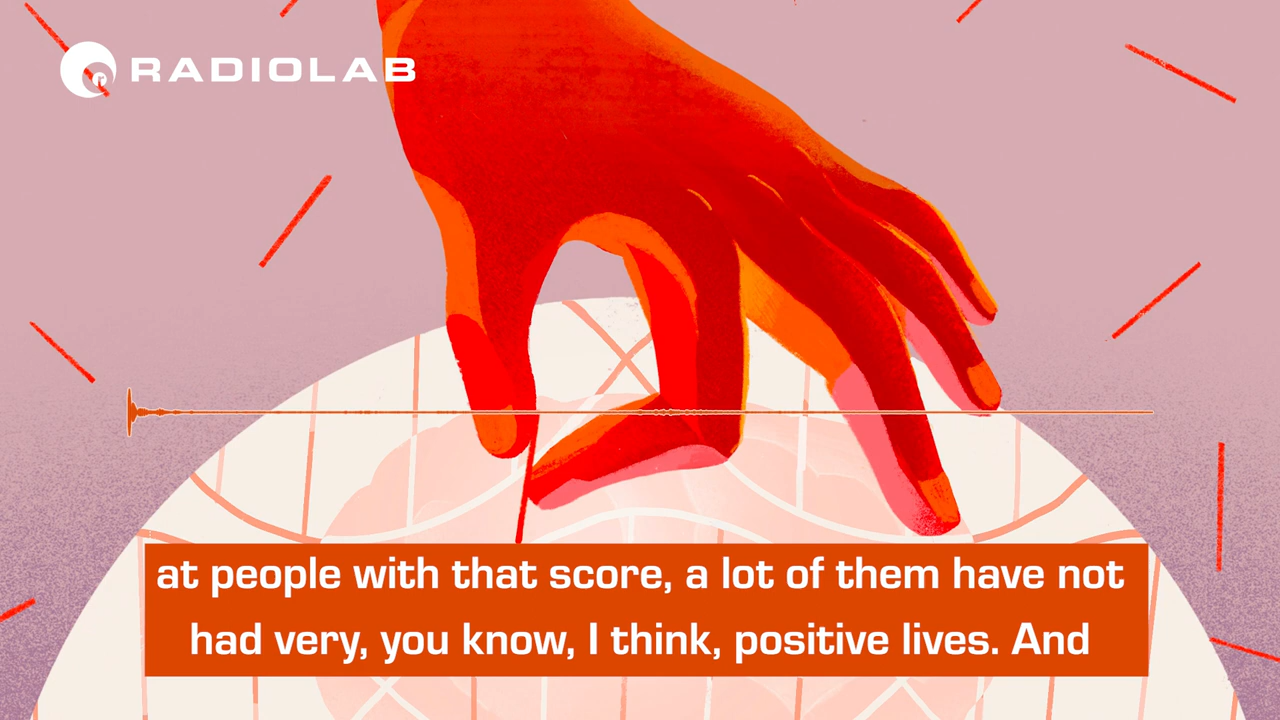 RADIOLAB
at people with that score, a lot of them have not
had very, you know, I think, positive lives. And